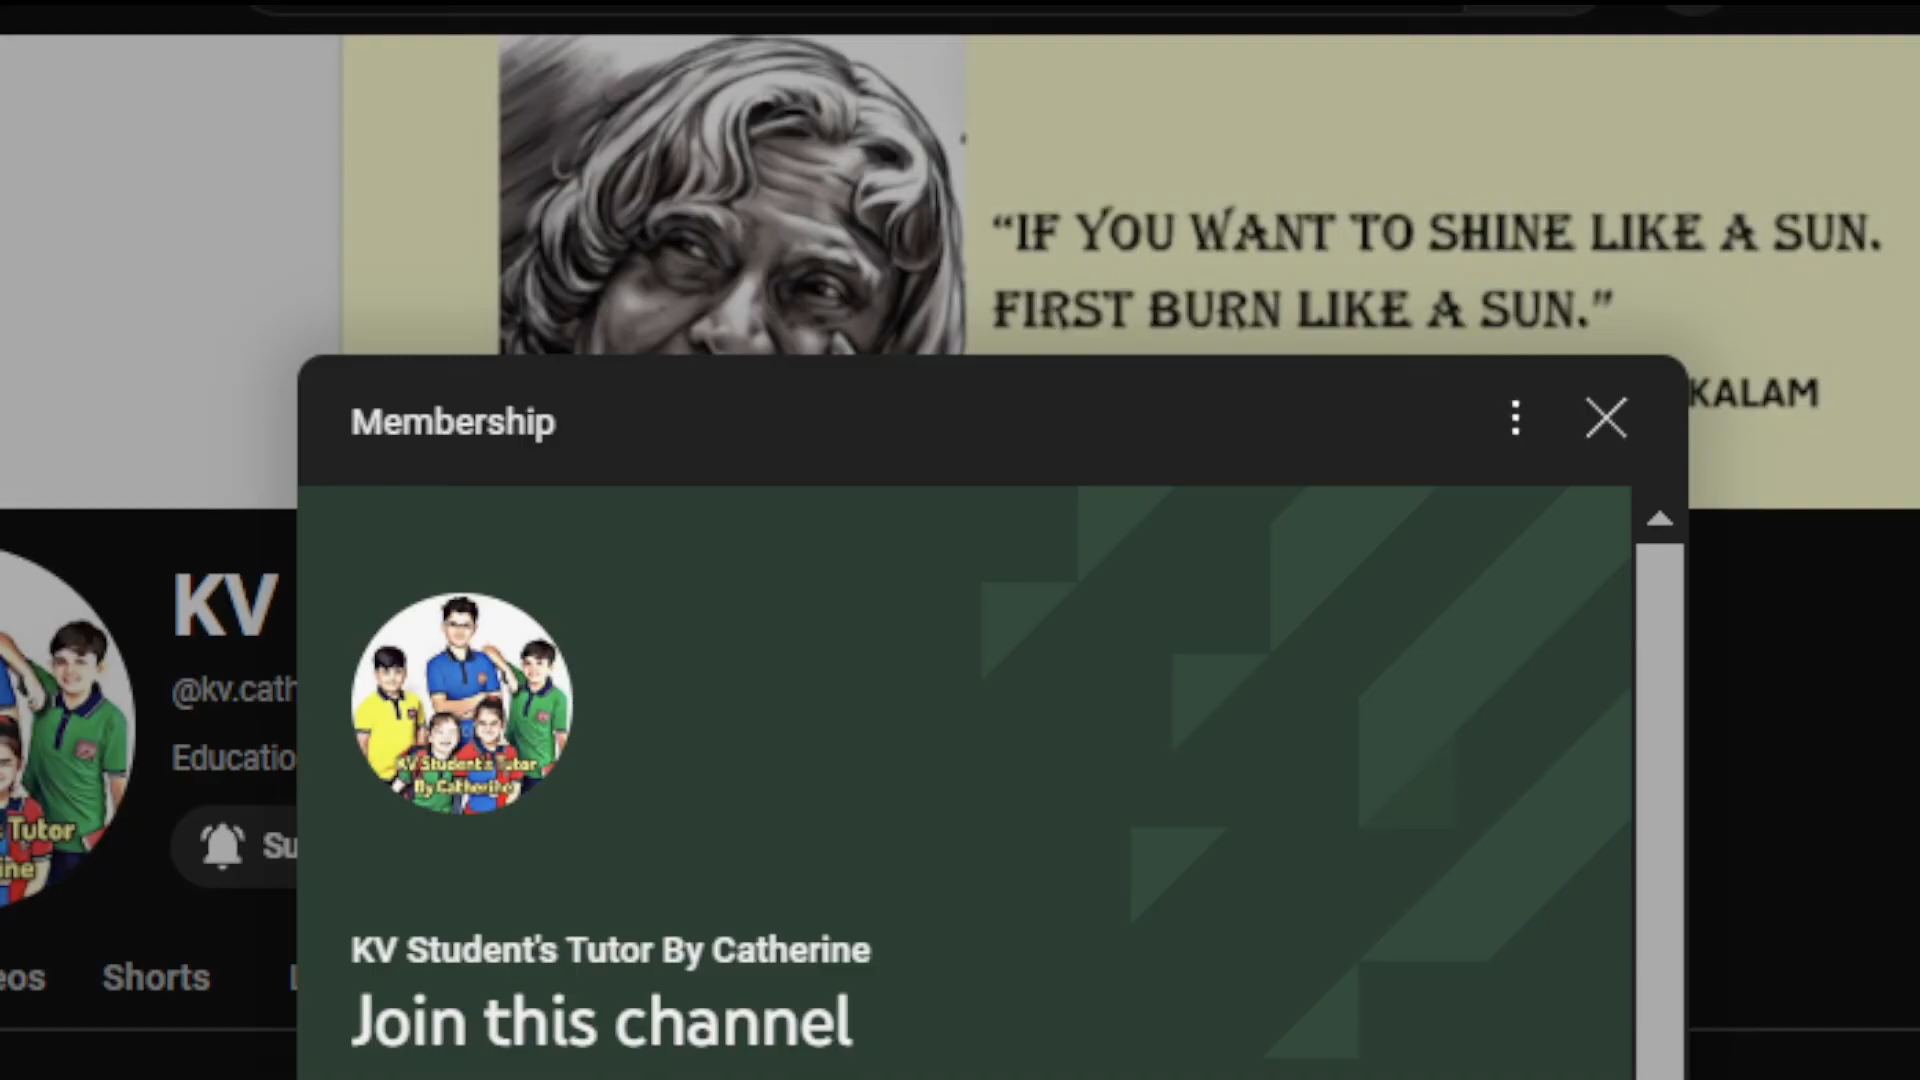 “IF YOU WANT TO SHINE LIKE A SUN.
FIRST BURN LIKE A SUN.”
KALAM
Membership
KV
@kv.cath
Educatio
Su
Tutor
ine
eos
Shorts
KV Student's Tutor
By Catherine
KV Student's Tutor By Catherine
Join this channel